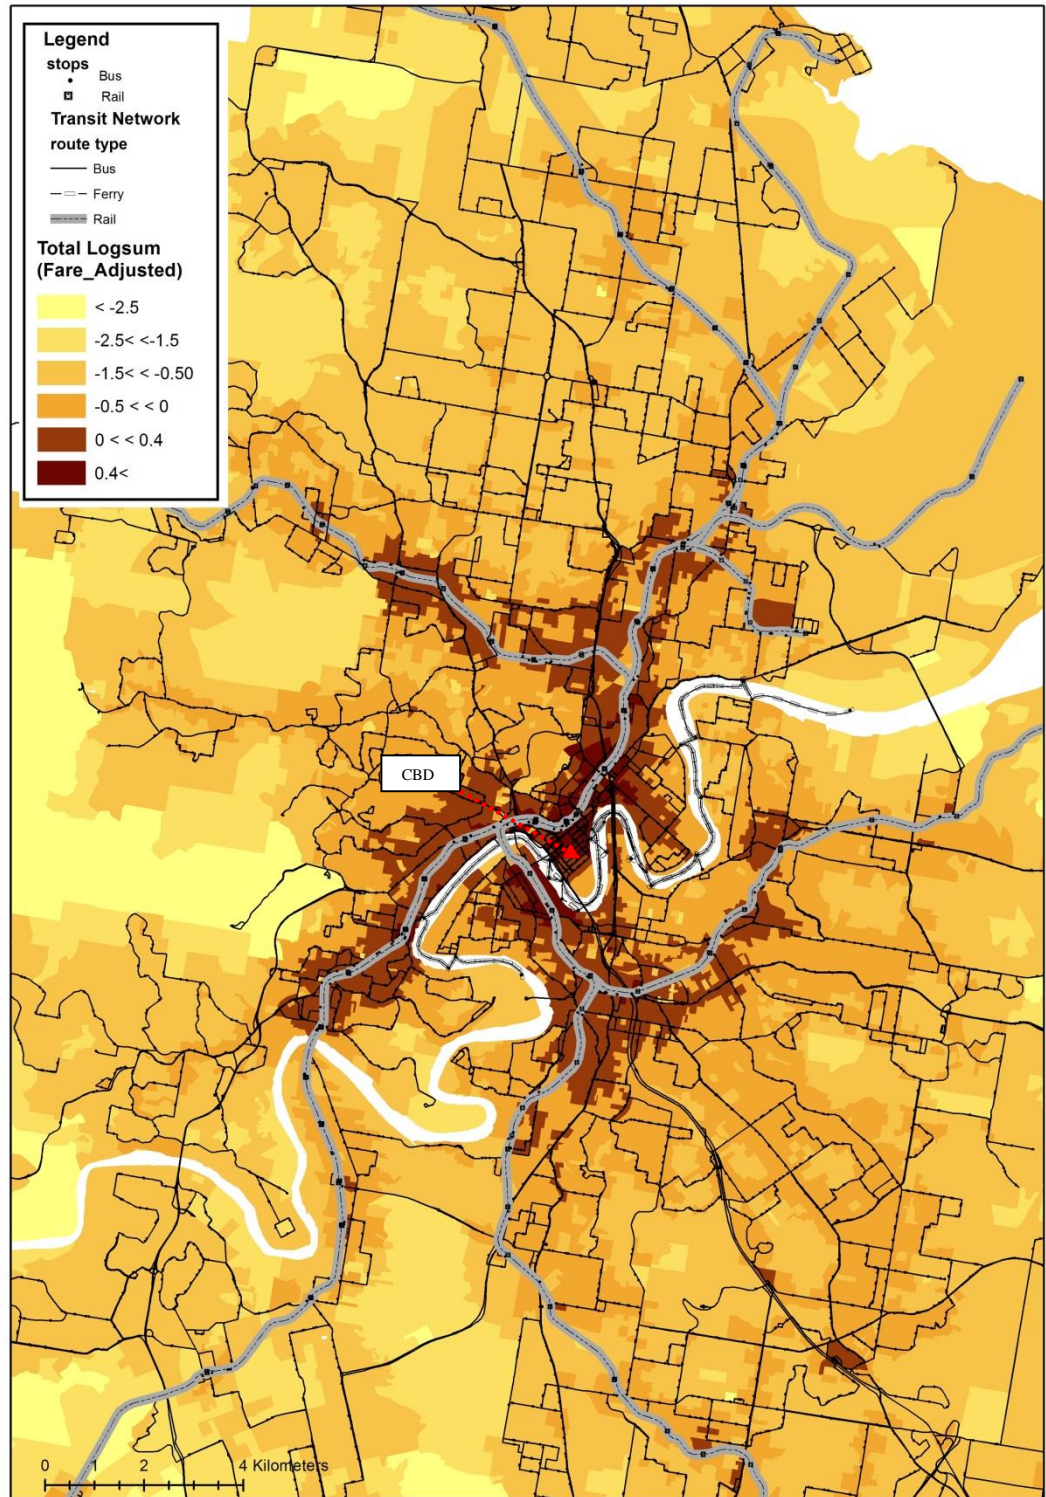 Legend
stops
Bus
Rail
Transit Network
route type
Bus
Ferry
Rail
Total Logsum
(Fare_Adjusted)
< -2.5
-2.5< <-1.5
-1.5< < -0.50
-0.5 < < 0
0 < < 0.4
0.4<
CBD
0 1 2 4 Kilometers